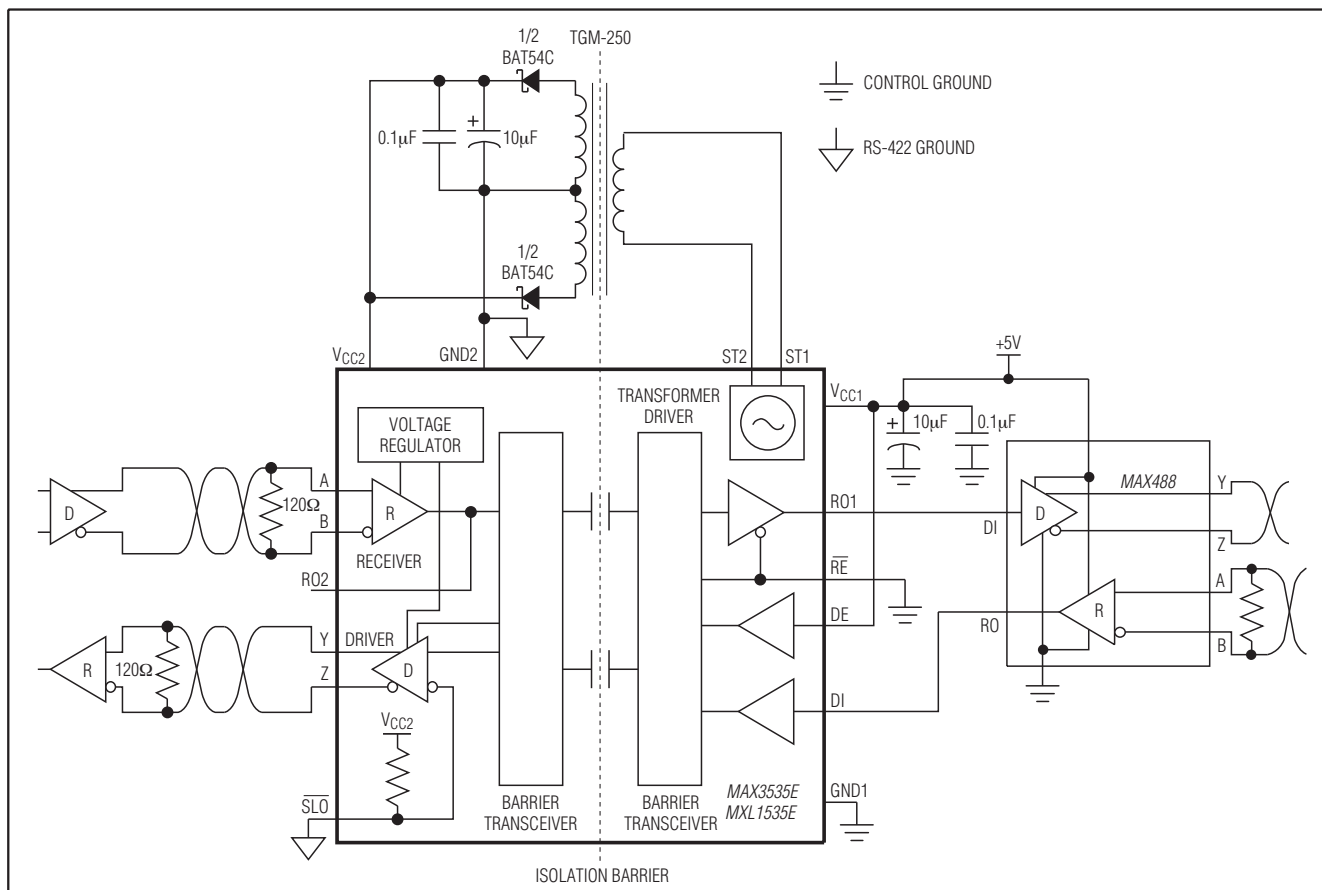 TGM-250
1/2
BAT54C
CONTROL GROUND
RS-422 GROUND
+
0.1µF
10µF
1/2
BAT54C
VCC2
GND2
ST2
ST1
+5V
VCC1
TRANSFORMER
DRIVER
VOLTAGE
REGULATOR
+
10µF
0.1µF
MAX488
D
120Ω
A
B
R
RECEIVER
RO2
RO1
DI
D
Y
Z
RE
DE
A
B
R
RO
R
120Ω
Y
Z
DRIVER
D
DI
VCC2
SLO
BARRIER
TRANSCEIVER
BARRIER
TRANSCEIVER
MAX3535E
MXL1535E
GND1
ISOLATION BARRIER